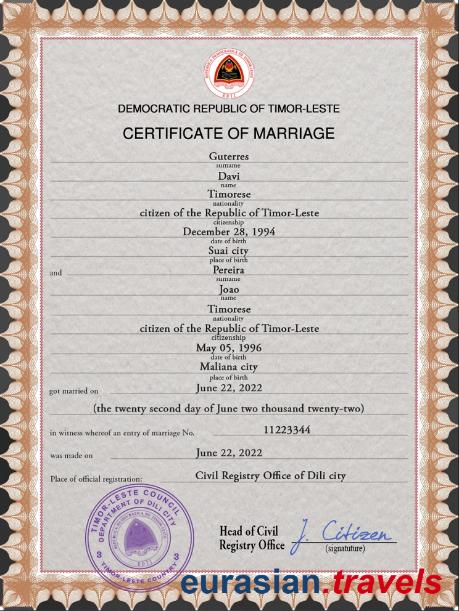 DEMOCRATIC REPUBLIC OF TIMOR-LESTE
CERTIFICATE OF MARRIAGE
Guterres
surname
Davi
name
Timorese
nationality
citizen of the Republic of Timor-Leste
citizenship
December 28, 1994
date of birth
Suai city
place of birth
and
Pereira
surname
Joao
name
Timorese
nationality
citizen of the Republic of Timor-Leste
citizenship
May 05, 1996
date of birth
Maliana city
place of birth
got married on June 22, 2022
(the twenty second day of June two thousand twenty-two)
in witness whereof an entry of marriage No. 11223344
was made on June 22, 2022
Place of official registration: Civil Registry Office of Dili city
TIMOR-LESTE COUNCIL
DEPARTMENT OF DILI CITY
3 3
TIMOR-LESTE COUNTRY
Head of Civil
Registry Office
J. Citizen
(signatuture)
eurasian.travels